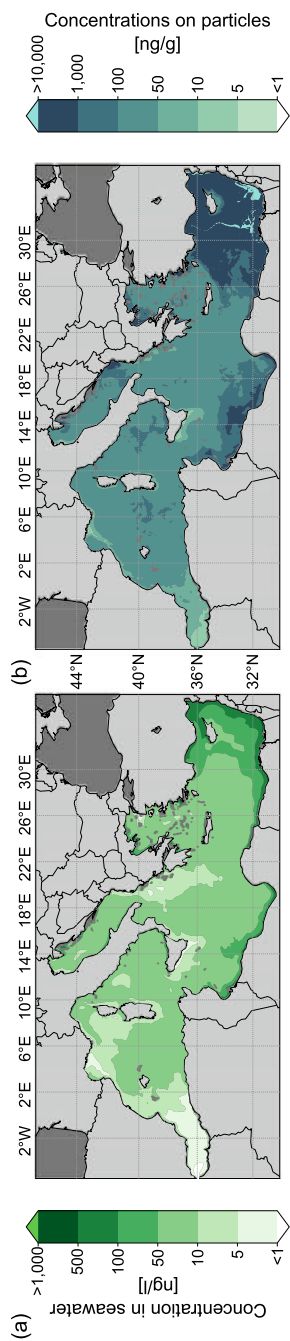 (a)
Concentration in seawater
[ng/l]
>1,000
500
100
50
10
5
<1
2°W 2°E 6°E 10°E 14°E 18°E 22°E 26°E 30°E
44°N
40°N
36°N
32°N
(b)
2°W 2°E 6°E 10°E 14°E 18°E 22°E 26°E 30°E
Concentrations on particles
[ng/g]
>10,000
1,000
100
50
10
5
<1